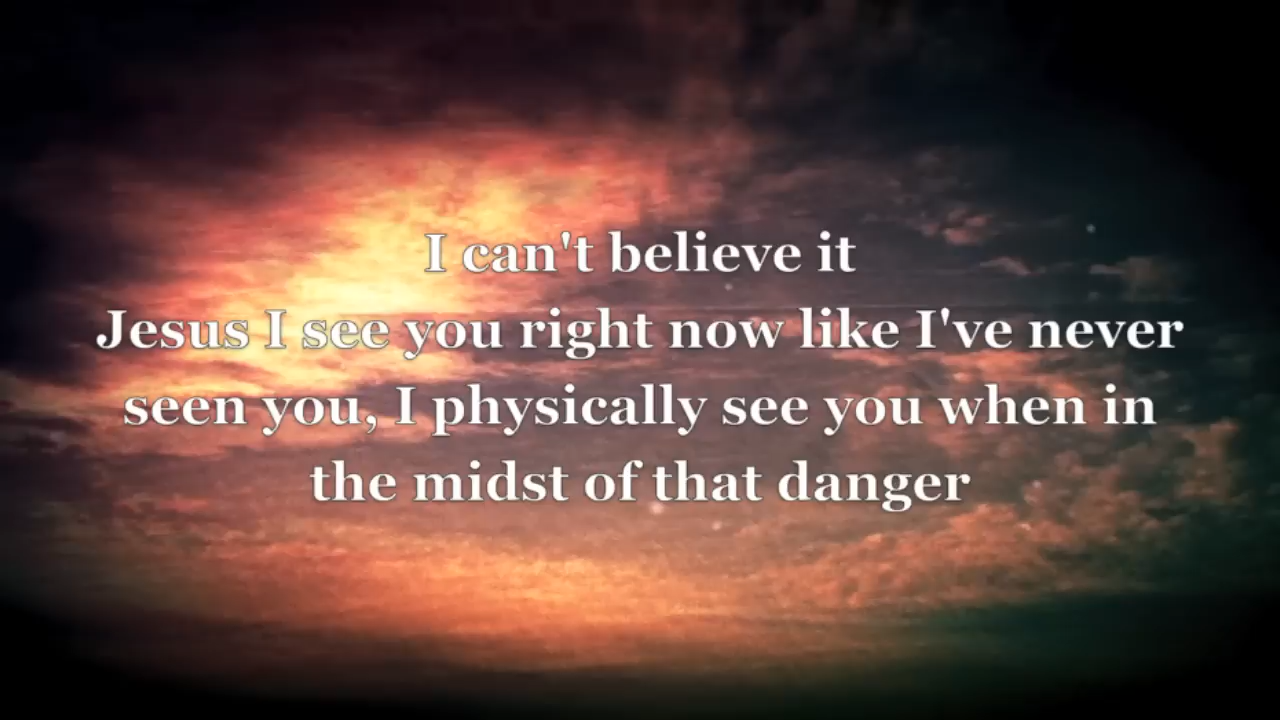 I can't believe it
Jesus I see you right now like I've never
seen you, I physically see you when in
the midst of that danger